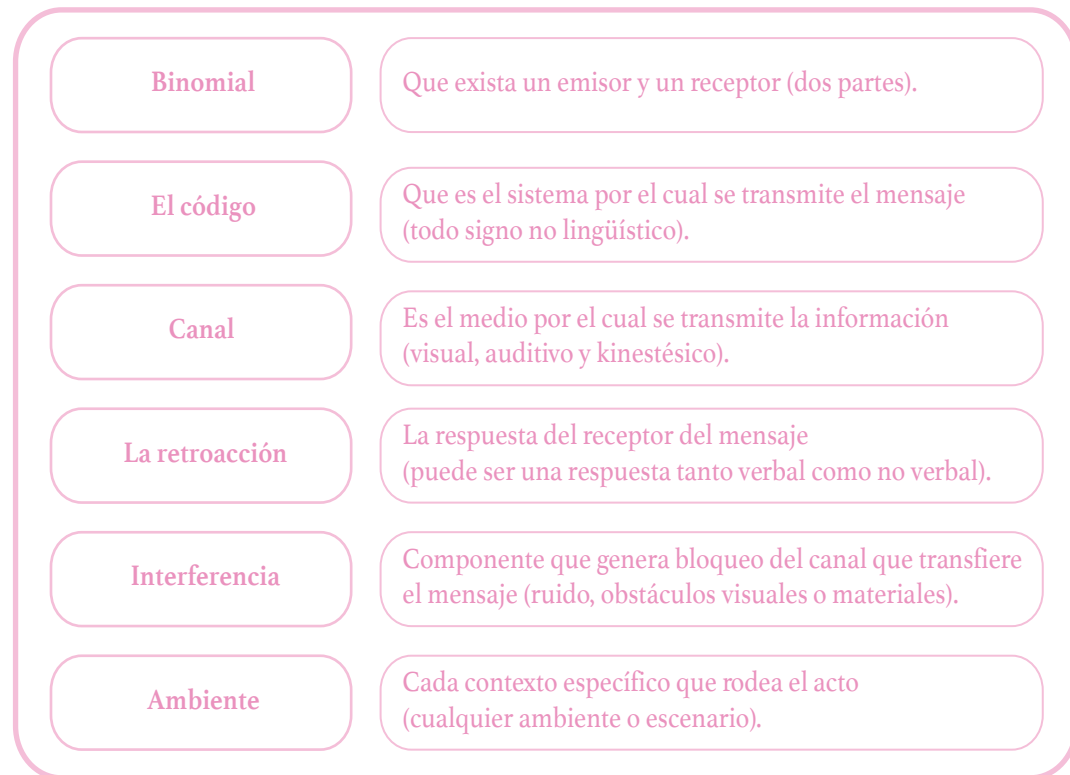 Binomial
Que exista un emisor y un receptor (dos partes).
El código
Que es el sistema por el cual se transmite el mensaje
(todo signo no lingüístico).
Canal
Es el medio por el cual se transmite la información
(visual, auditivo y kinestésico).
La retroacción
La respuesta del receptor del mensaje
(puede ser una respuesta tanto verbal como no verbal).
Interferencia
Componente que genera bloqueo del canal que transfiere
el mensaje (ruido, obstáculos visuales o materiales).
Ambiente
Cada contexto específico que rodea el acto
(cualquier ambiente o escenario).